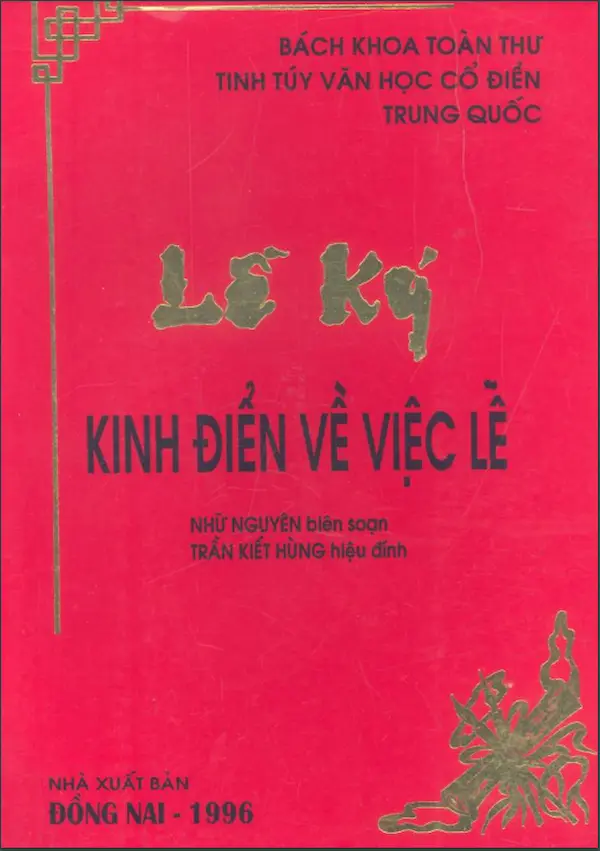 BÁCH KHOA TOÀN THƯ
TINH TÚY VĂN HỌC CỔ ĐIỂN
TRUNG QUỐC
Lễ Ký
KINH ĐIỂN VỀ VIỆC LỄ
NHỮ NGUYÊN biên soạn
TRẦN KIẾT HÙNG hiệu đính
NHÀ XUẤT BẢN
ĐỒNG NAI - 1996